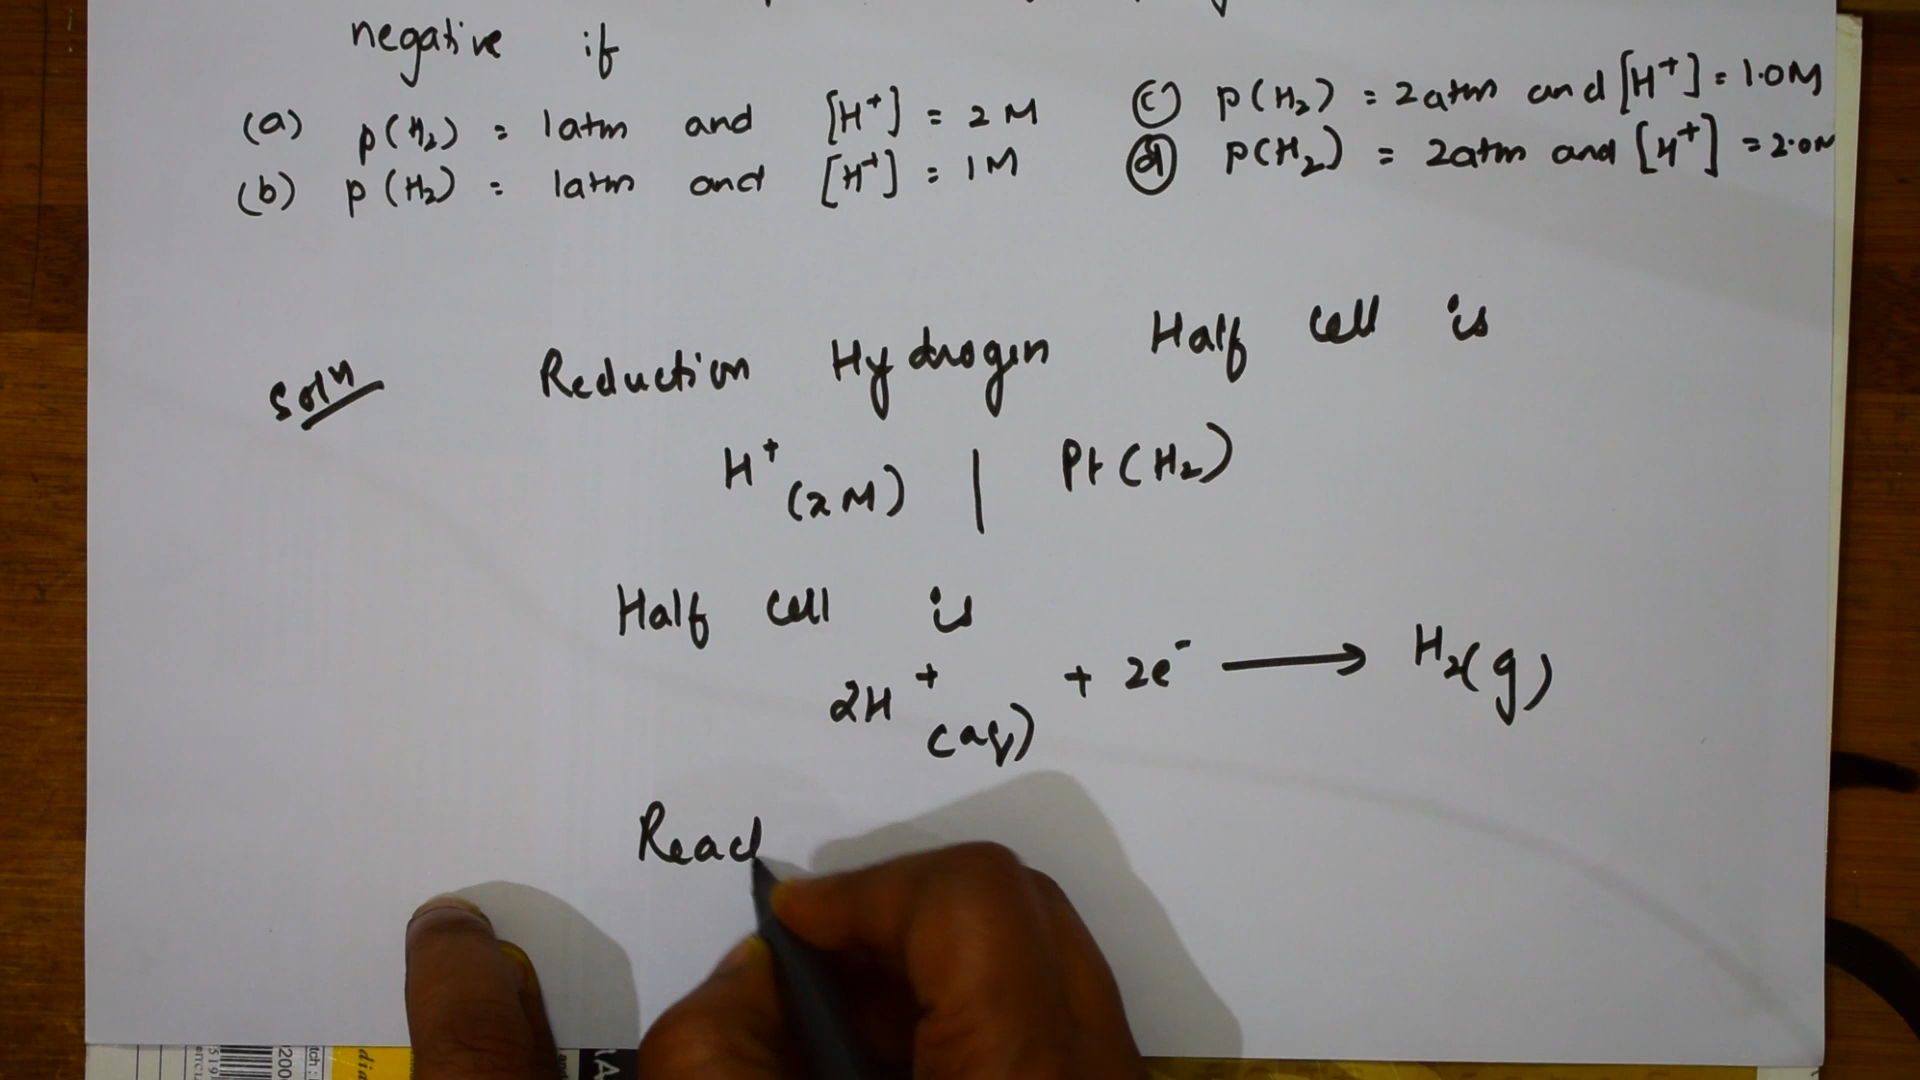 negative if
(a) p(H₂) = 1atm and [H⁺] = 2M
(b) p(H₂) = 1atm and [H⁺] = 1M
(c) p(H₂) = 2atm and [H⁺] = 1.0M
(d) p(H₂) = 2atm and [H⁺] = 2.0M
Solⁿ Reduction Hydrogen Half cell is
H⁺(2M) | Pt(H₂)
Half cell is
2H⁺(aq) + 2e⁻ ⟶ H₂(g)
Reac